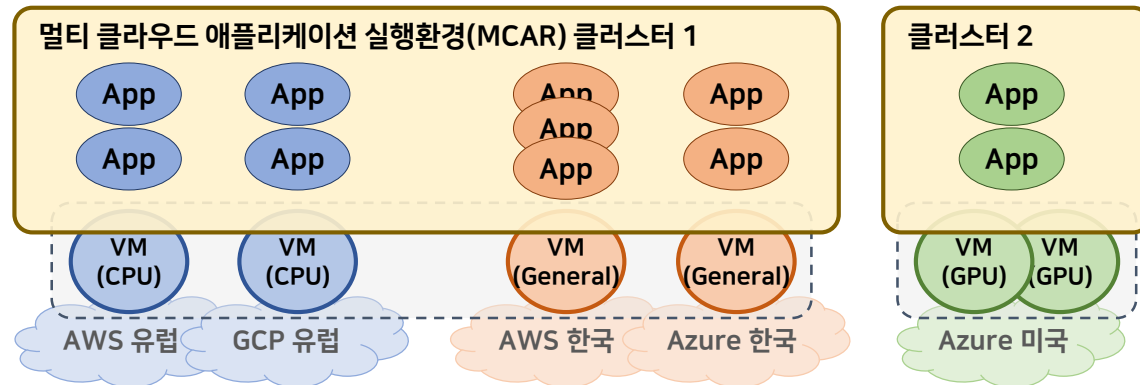 멀티 클라우드 애플리케이션 실행환경(MCAR) 클러스터 1
클러스터 2
App
App
App
App
App
App
App
App
App
App
App
VM
(CPU)
VM
(CPU)
VM
(General)
VM
(General)
VM
(GPU)
VM
(GPU)
AWS 유럽
GCP 유럽
AWS 한국
Azure 한국
Azure 미국